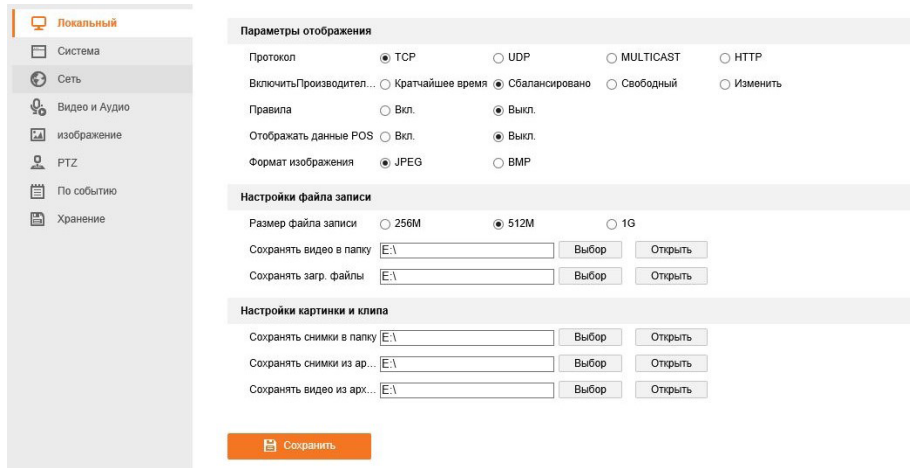 Локальный
Система
Сеть
Видео и Аудио
изображение
PTZ
По событию
Хранение
Параметры отображения
Протокол TCP UDP MULTICAST HTTP
ВключитьПроизводител... Кратчайшее время Сбалансировано Свободный Изменить
Правила Вкл. Выкл.
Отображать данные POS Вкл. Выкл.
Формат изображения JPEG BMP
Настройки файла записи
Размер файла записи 256M 512M 1G
Сохранять видео в папку E:\ Выбор Открыть
Сохранять загр. файлы E:\ Выбор Открыть
Настройки картинки и клипа
Сохранять снимки в папку E:\ Выбор Открыть
Сохранять снимки из ар... E:\ Выбор Открыть
Сохранять видео из арх... E:\ Выбор Открыть
Сохранить